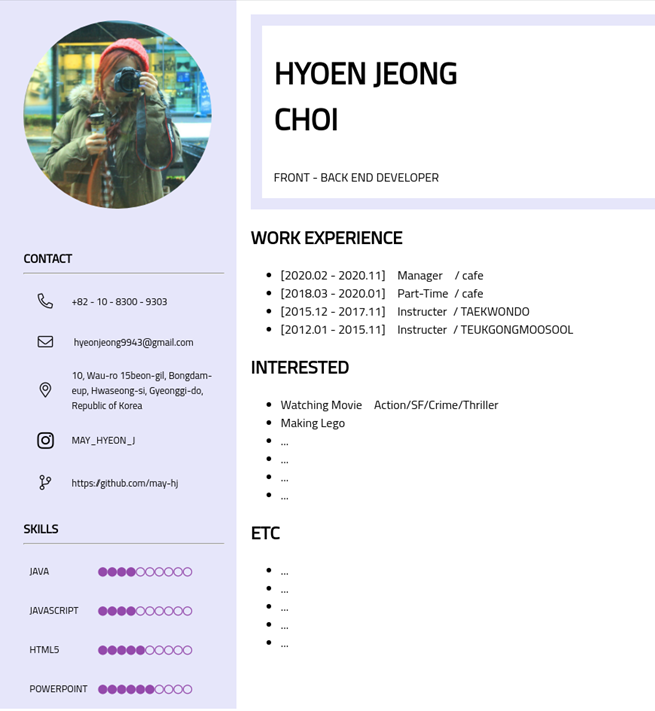 HYOEN JEONG
CHOI
FRONT - BACK END DEVELOPER
CONTACT
+82 - 10 - 8300 - 9303
hyeonjeong9943@gmail.com
10, Wau-ro 15beon-gil, Bongdam-
eup, Hwaseong-si, Gyeonggi-do,
Republic of Korea
MAY_HYEON_J
https://github.com/may-hj
SKILLS
JAVA
JAVASCRIPT
HTML5
POWERPOINT
WORK EXPERIENCE
[2020.02 - 2020.11] Manager / cafe
[2018.03 - 2020.01] Part-Time / cafe
[2015.12 - 2017.11] Instructer / TAEKWONDO
[2012.01 - 2015.11] Instructer / TEUKGONGMOOSOOL
INTERESTED
Watching Movie Action/SF/Crime/Thriller
Making Lego
...
...
...
...
ETC
...
...
...
...
...